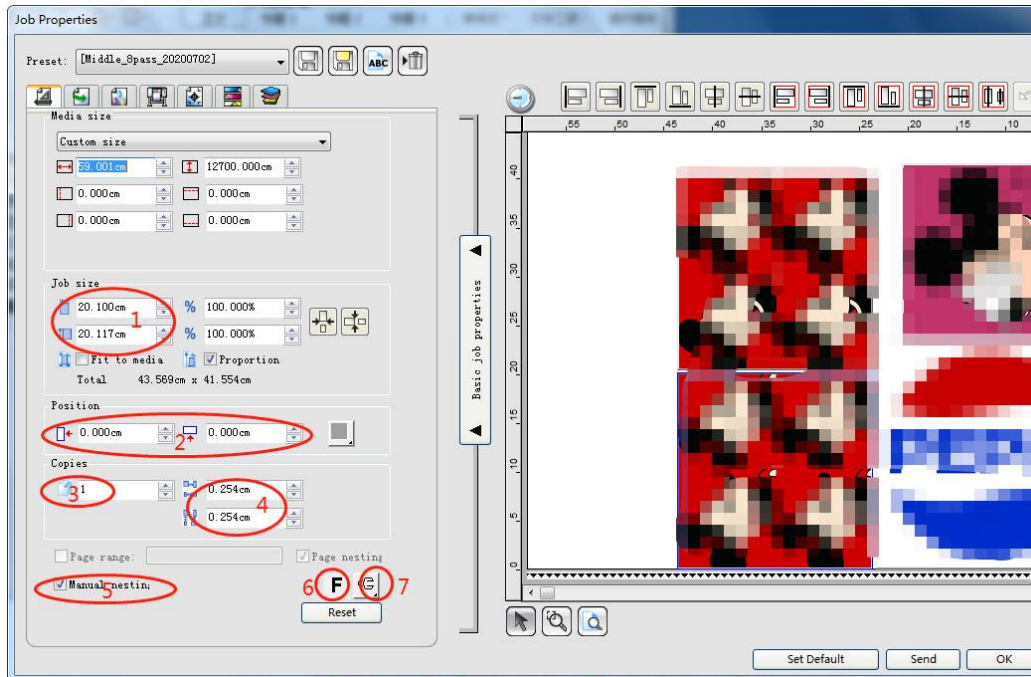 Job Properties
Preset: [Middle_8pass_20200702]
ABC
Media size
Custom size
59.001cm 12700.000cm
0.000cm 0.000cm
0.000cm 0.000cm
Job size
20.100cm % 100.000%
1
20.117cm % 100.000%
Fit to media Proportion
Total 43.569cm x 41.554cm
Position
0.000cm 2 0.000cm
Copies
3 1 0.254cm
4
0.254cm
Page range: Page nesting
Manual nestin
5 6 F 7
Reset
Basic job properties
55 50 45 40 35 30 25 20 15 10
40
35
30
25
20
15
10
5
0
Set Default Send OK